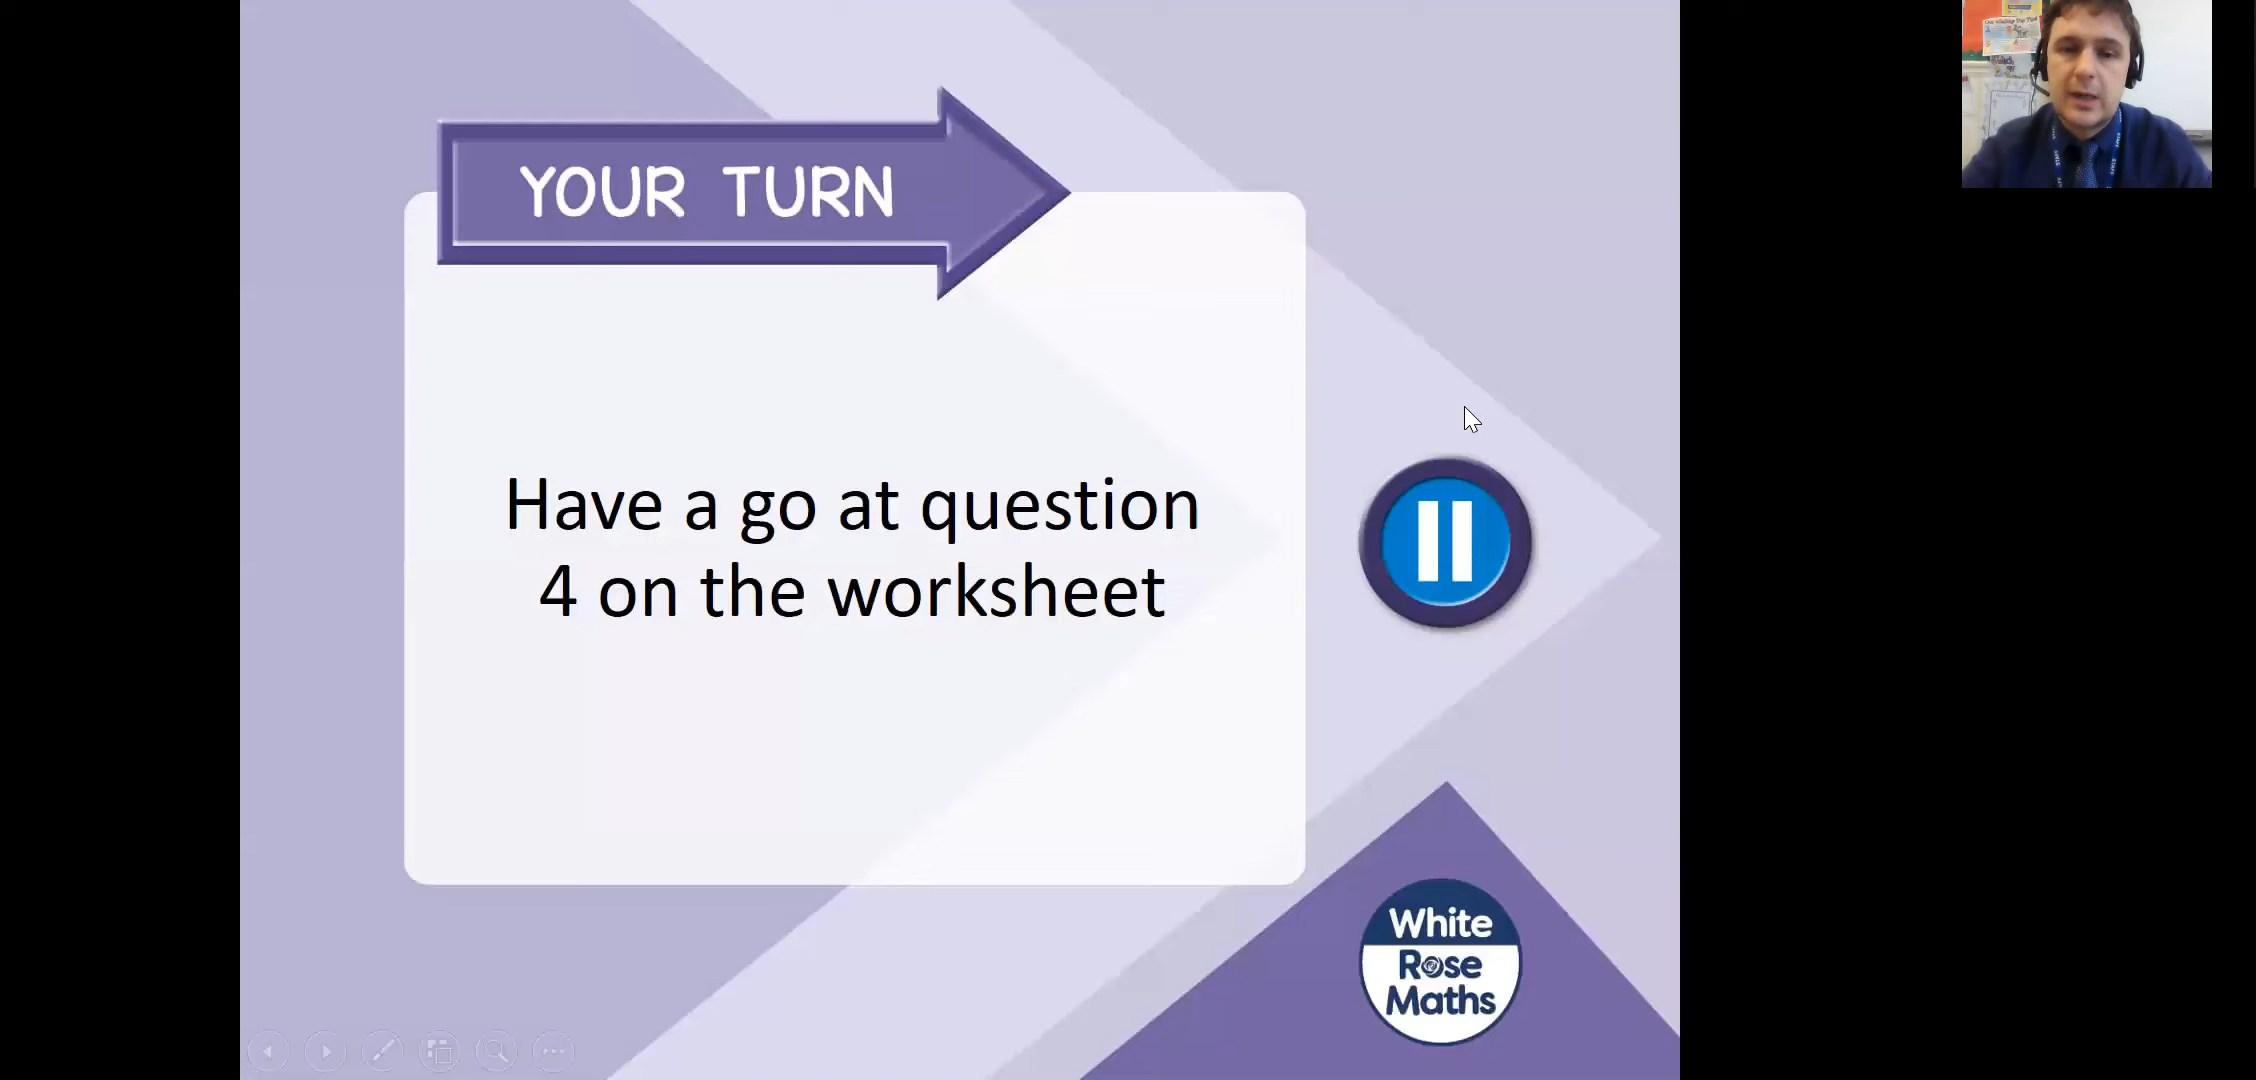 YOUR TURN
Have a go at question
4 on the worksheet
White
Rose
Maths